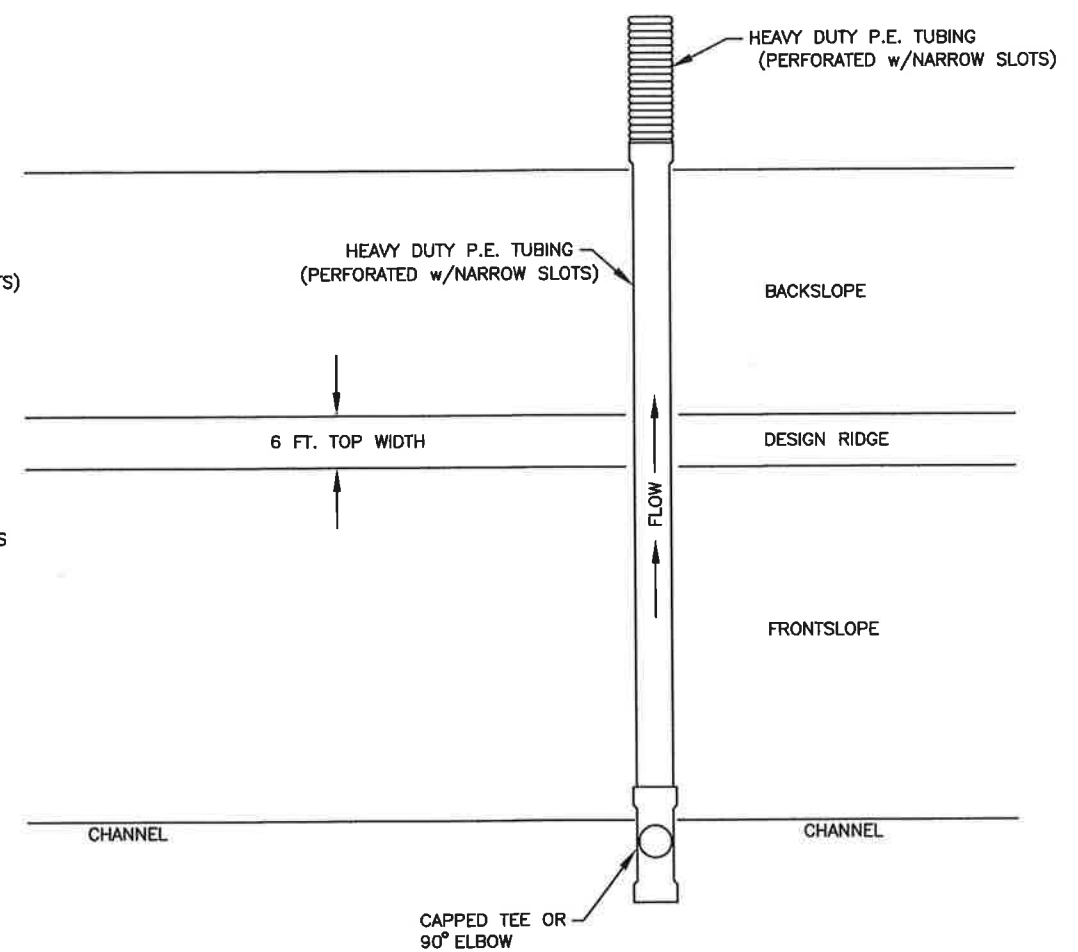 HEAVY DUTY P.E. TUBING
(PERFORATED w/NARROW SLOTS)
HEAVY DUTY P.E. TUBING
(PERFORATED w/NARROW SLOTS)
TS)
BACKSLOPE
6 FT. TOP WIDTH
DESIGN RIDGE
FLOW
S
FRONTSLOPE
CHANNEL
CHANNEL
CAPPED TEE OR
90° ELBOW